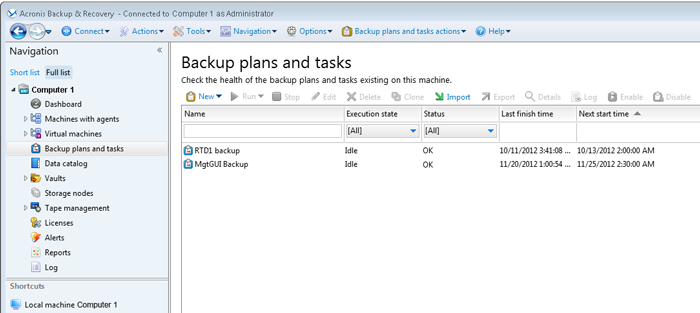 Acronis Backup & Recovery - Connected to Computer 1 as Administrator
Connect Actions Tools Navigation Options Backup plans and tasks actions Help
Navigation
Short list Full list
Computer 1
Dashboard
Machines with agents
Virtual machines
Backup plans and tasks
Data catalog
Vaults
Storage nodes
Tape management
Licenses
Alerts
Reports
Log
Shortcuts
Local machine Computer 1
Backup plans and tasks
Check the health of the backup plans and tasks existing on this machine.
New Run Stop Edit Delete Clone Import Export Details Log Enable Disable
Name Execution state Status Last finish time Next start time
[All] [All]
RTD1 backup Idle OK 10/11/2012 3:41:08 ... 10/13/2012 2:00:00 AM
MgtGUI Backup Idle OK 11/20/2012 1:00:54 ... 11/25/2012 2:30:00 AM